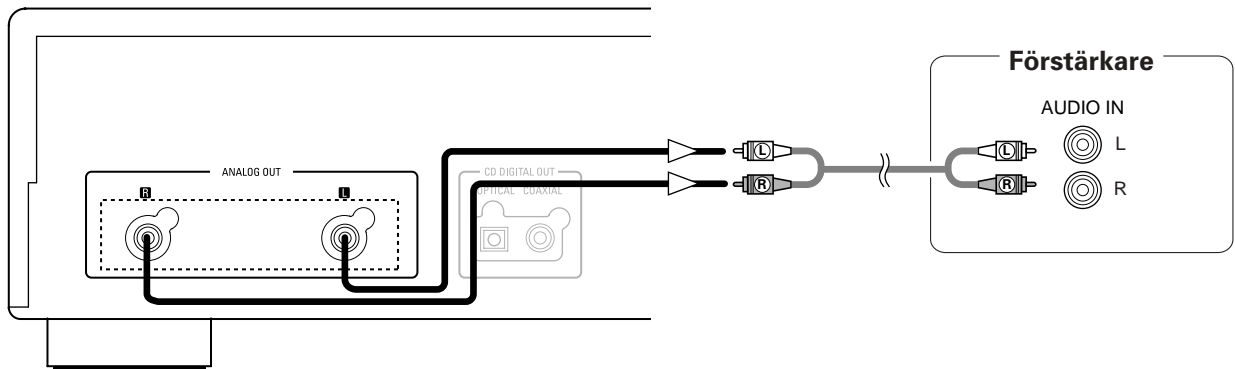 Förstärkare
AUDIO IN
L
R
L
R
L
R
ANALOG OUT
R
L
CD DIGITAL OUT
OPTICAL COAXIAL